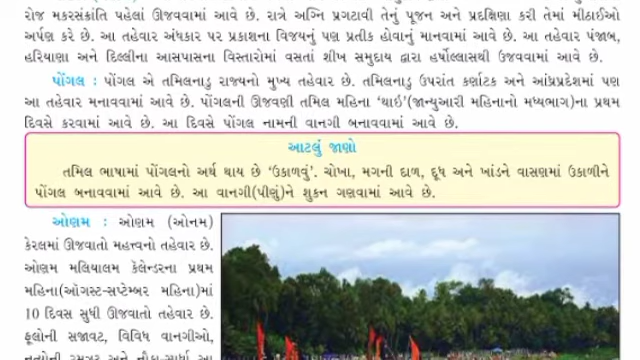 રોજ મકરસંક્રાંતિ પહેલાં ઊજવવામાં આવે છે. રાત્રે અગ્નિ પ્રગટાવી તેનું પૂજન અને પ્રદક્ષિણા કરી તેમાં મીઠાઈઓ
અર્પણ કરે છે. આ તહેવાર અંધકાર પર પ્રકાશના વિજયનું પણ પ્રતીક હોવાનું માનવામાં આવે છે. આ તહેવાર પંજાબ,
હરિયાણા અને દિલ્લીના આસપાસના વિસ્તારોમાં વસતાં શીખ સમુદાય દ્વારા હર્ષોલ્લાસથી ઉજવવામાં આવે છે.
પોંગલ : પોંગલ એ તમિલનાડુ રાજ્યનો મુખ્ય તહેવાર છે. તમિલનાડુ ઉપરાંત કર્ણાટક અને આંધ્રપ્રદેશમાં પણ
આ તહેવાર મનાવવામાં આવે છે. પોંગલની ઊજવણી તમિલ મહિના 'થાઇ'(જાન્યુઆરી મહિનાનો મધ્યભાગ)ના પ્રથમ
દિવસે કરવામાં આવે છે. આ દિવસે પોંગલ નામની વાનગી બનાવવામાં આવે છે.
આટલું જાણો
તમિલ ભાષામાં પોંગલનો અર્થ થાય છે 'ઉકાળવું'. ચોખા, મગની દાળ, દૂધ અને ખાંડને વાસણમાં ઉકાળીને
પોંગલ બનાવવામાં આવે છે. આ વાનગી(પીણું)ને શુકન ગણવામાં આવે છે.
ઓણમ : ઓણમ (ઓનમ)
કેરલમાં ઊજવાતો મહત્ત્વનો તહેવાર છે.
ઓણમ મલિયાલમ કૅલેન્ડરના પ્રથમ
મહિના(ઑગસ્ટ-સપ્ટેમ્બર મહિના)માં
10 દિવસ સુધી ઊજવાતો તહેવાર છે.
ફૂલોની સજાવટ, વિવિધ વાનગીઓ,